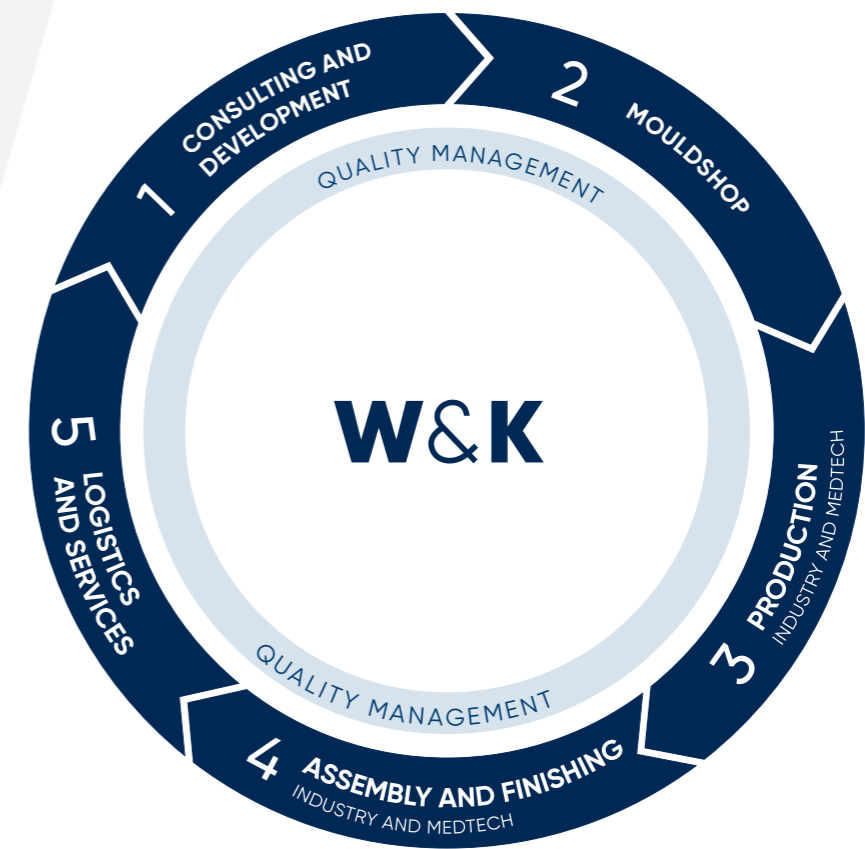 1
CONSULTING AND
DEVELOPMENT
2
MOULDSHOP
3
PRODUCTION
INDUSTRY AND MEDTECH
4
ASSEMBLY AND FINISHING
INDUSTRY AND MEDTECH
5
LOGISTICS
AND SERVICES
QUALITY MANAGEMENT
W&K
QUALITY MANAGEMENT